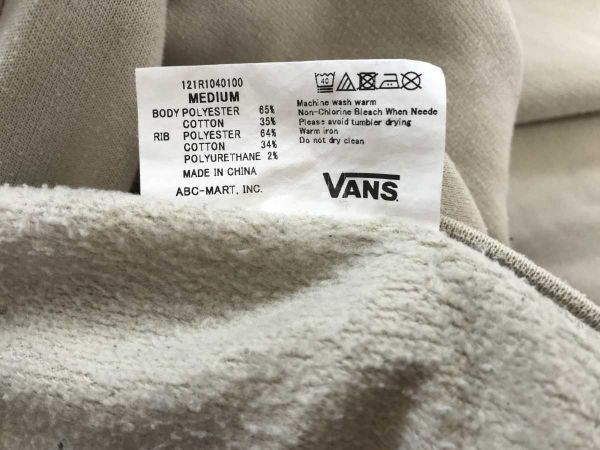 121R1040100
MEDIUM
BODY POLYESTER 65%
COTTON 35%
RIB POLYESTER 64%
COTTON 34%
POLYURETHANE 2%
MADE IN CHINA
ABC-MART, INC.
40
Machine wash warm
Non-Chlorine Bleach When Neede
Please avoid tumbler drying
Warm iron
Do not dry clean
VANS